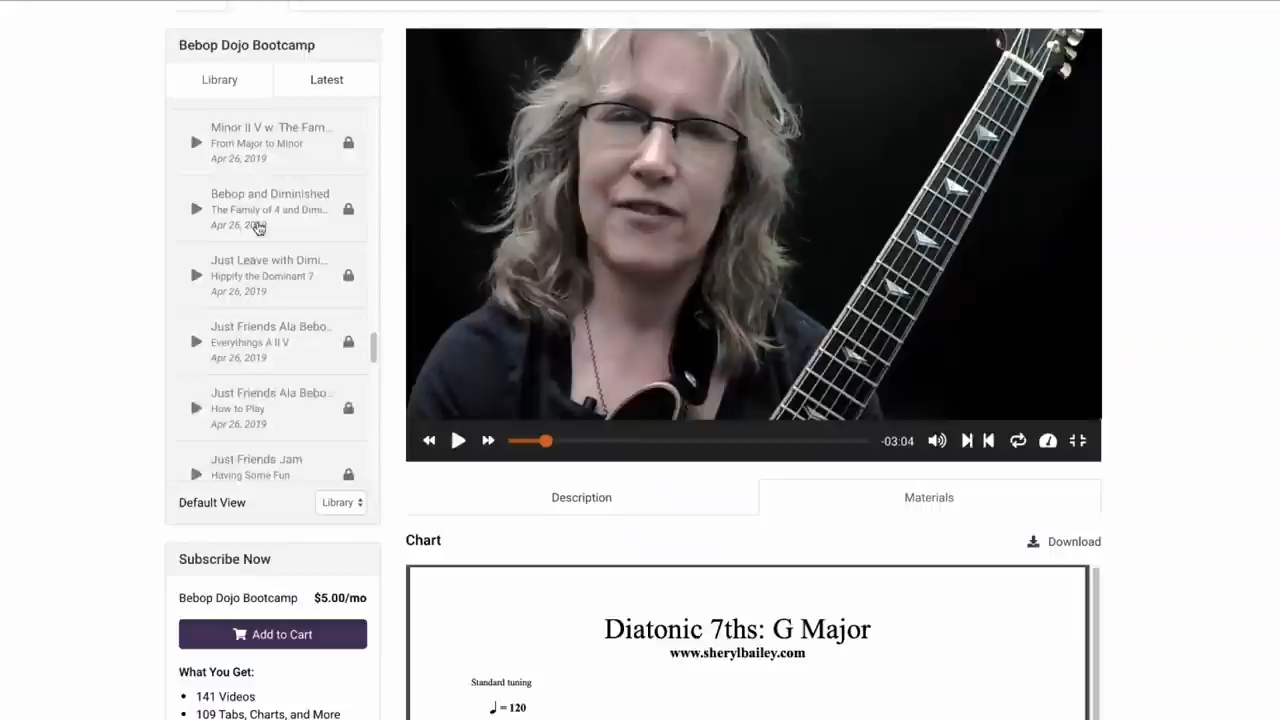 Bebop Dojo Bootcamp
Library
Latest
Minor II V w The Fam...
From Major to Minor
Apr 26, 2019
Bebop and Diminished
The Family of 4 and Dimi...
Apr 26, 2019
Just Leave with Dimi...
Hippify the Dominant 7
Apr 26, 2019
Just Friends Ala Bebo...
Everythings A II V
Apr 26, 2019
Just Friends Ala Bebo...
How to Play
Apr 26, 2019
Just Friends Jam
Having Some Fun
Default View
Library
Subscribe Now
Bebop Dojo Bootcamp $5.00/mo
Add to Cart
What You Get:
• 141 Videos
• 109 Tabs, Charts, and More
-03:04
Description
Materials
Chart
Download
Diatonic 7ths: G Major
www.sherylbailey.com
Standard tuning
♩ = 120